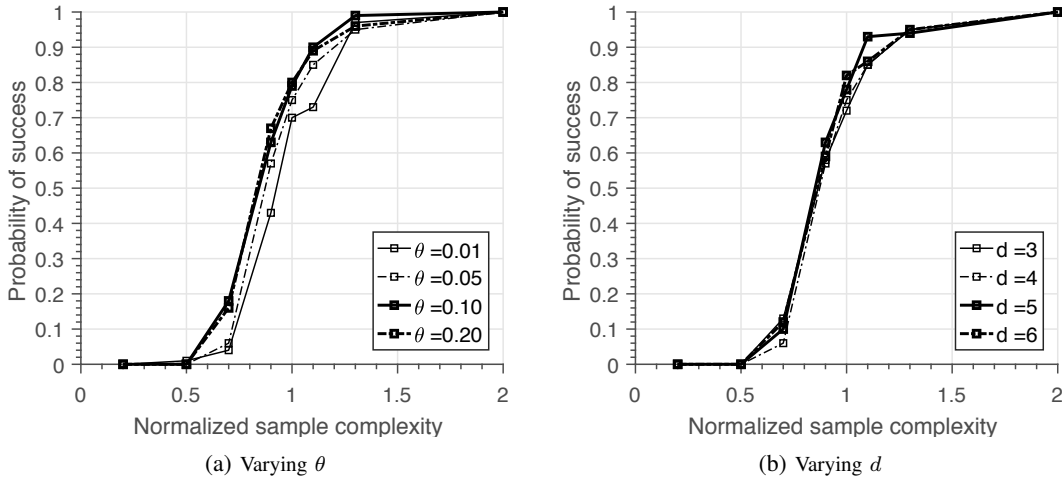 1
0.9
0.8
0.7
0.6
0.5
0.4
0.3
0.2
0.1
0
Probability of success
θ =0.01
θ =0.05
θ =0.10
θ =0.20
0 0.5 1 1.5 2
Normalized sample complexity
(a) Varying θ
1
0.9
0.8
0.7
0.6
0.5
0.4
0.3
0.2
0.1
0
Probability of success
d =3
d =4
d =5
d =6
0 0.5 1 1.5 2
Normalized sample complexity
(b) Varying d